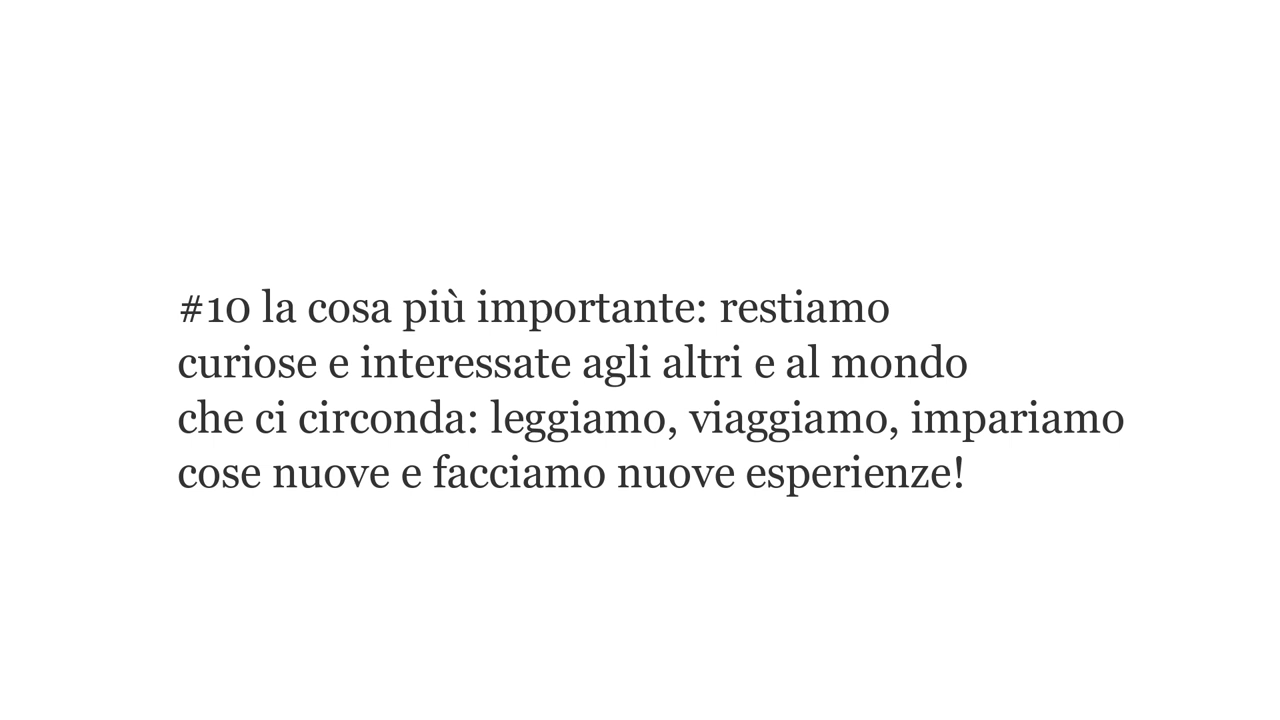 #10 la cosa più importante: restiamo
curiose e interessate agli altri e al mondo
che ci circonda: leggiamo, viaggiamo, impariamo
cose nuove e facciamo nuove esperienze!